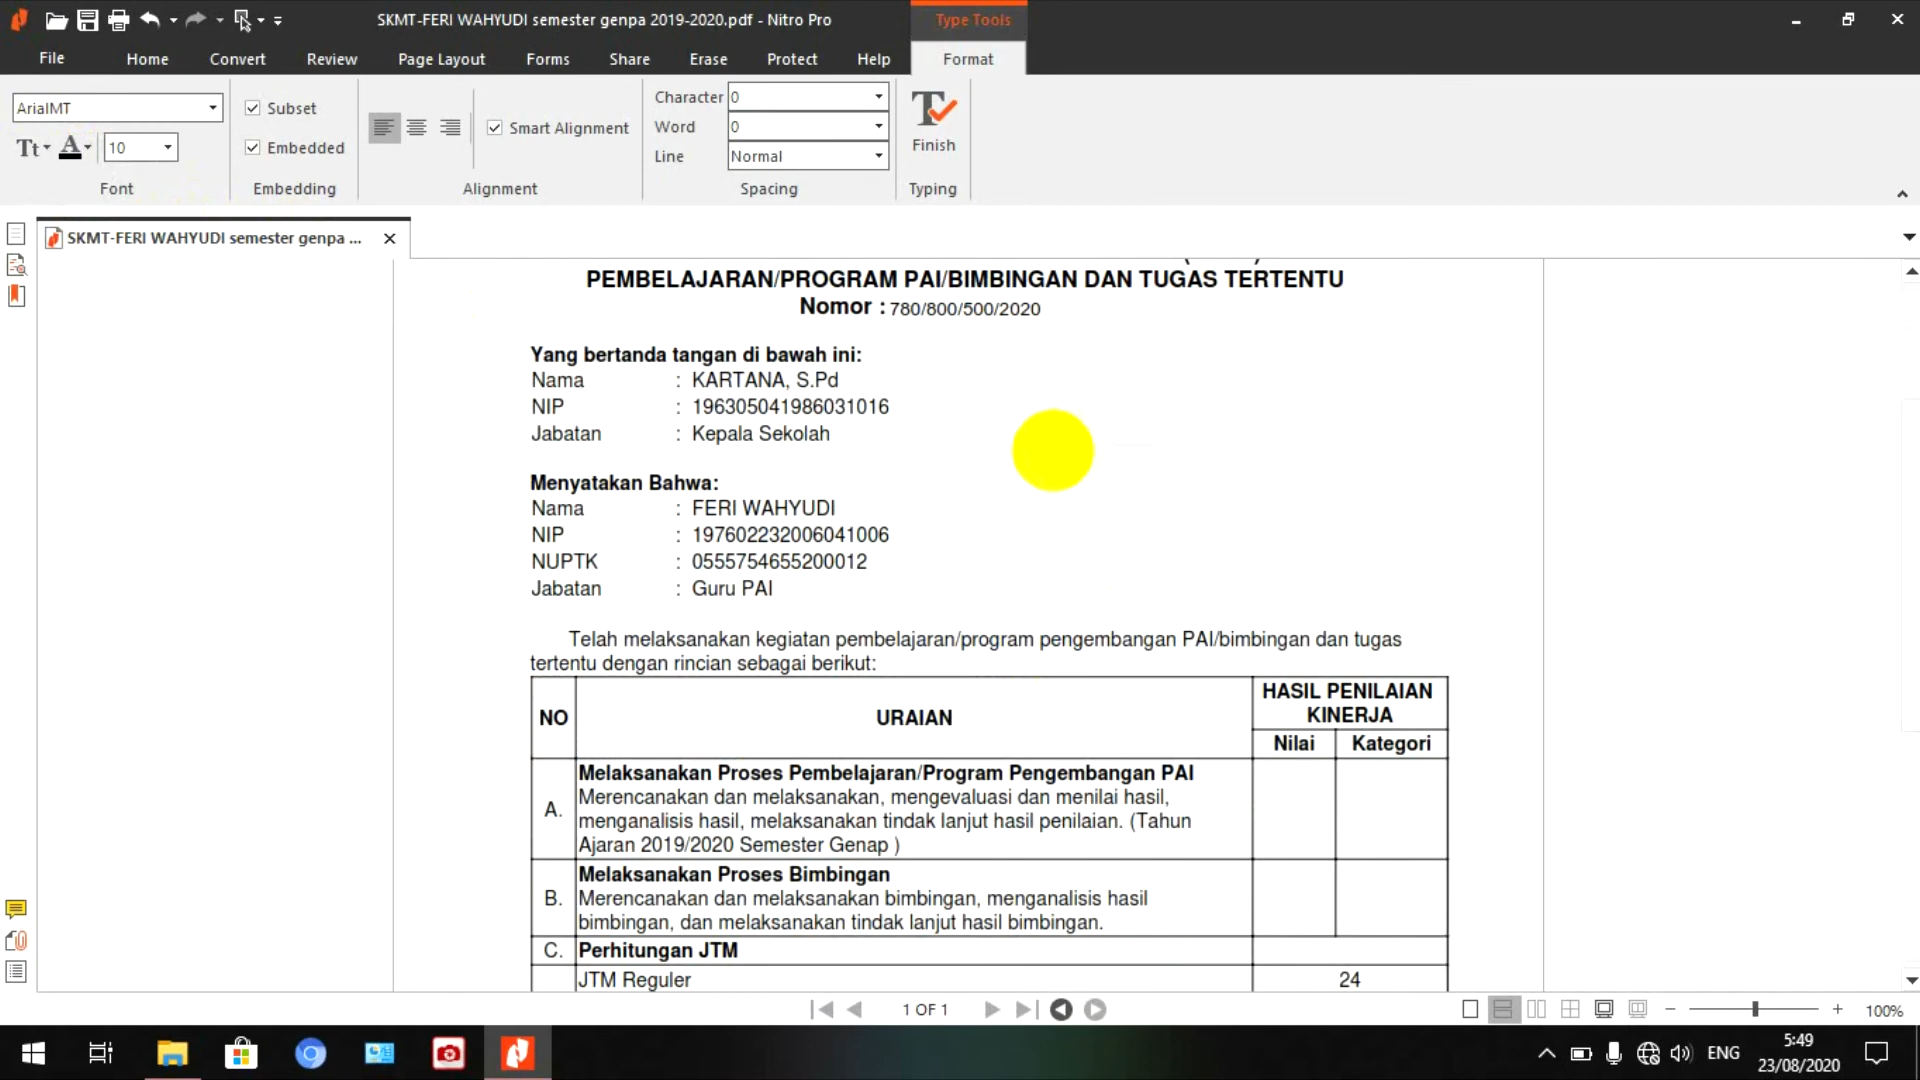 SKMT-FERI WAHYUDI semester genpa 2019-2020.pdf - Nitro Pro
Type Tools
File Home Convert Review Page Layout Forms Share Erase Protect Help Format
ArialMT
Subset
Smart Alignment
Character 0
Word 0
Line Normal
Tt A 10
Embedded
Finish
Font Embedding Alignment Spacing Typing
SKMT-FERI WAHYUDI semester genpa ...
PEMBELAJARAN/PROGRAM PAI/BIMBINGAN DAN TUGAS TERTENTU
Nomor : 780/800/500/2020
Yang bertanda tangan di bawah ini:
Nama : KARTANA, S.Pd
NIP : 196305041986031016
Jabatan : Kepala Sekolah
Menyatakan Bahwa:
Nama : FERI WAHYUDI
NIP : 197602232006041006
NUPTK : 0555754655200012
Jabatan : Guru PAI
Telah melaksanakan kegiatan pembelajaran/program pengembangan PAI/bimbingan dan tugas
tertentu dengan rincian sebagai berikut:
NO URAIAN HASIL PENILAIAN
KINERJA
Nilai Kategori
A. Melaksanakan Proses Pembelajaran/Program Pengembangan PAI
Merencanakan dan melaksanakan, mengevaluasi dan menilai hasil,
menganalisis hasil, melaksanakan tindak lanjut hasil penilaian. (Tahun
Ajaran 2019/2020 Semester Genap )
B. Melaksanakan Proses Bimbingan
Merencanakan dan melaksanakan bimbingan, menganalisis hasil
bimbingan, dan melaksanakan tindak lanjut hasil bimbingan.
C. Perhitungan JTM
JTM Reguler 24
1 OF 1
100%
ENG
5:49
23/08/2020